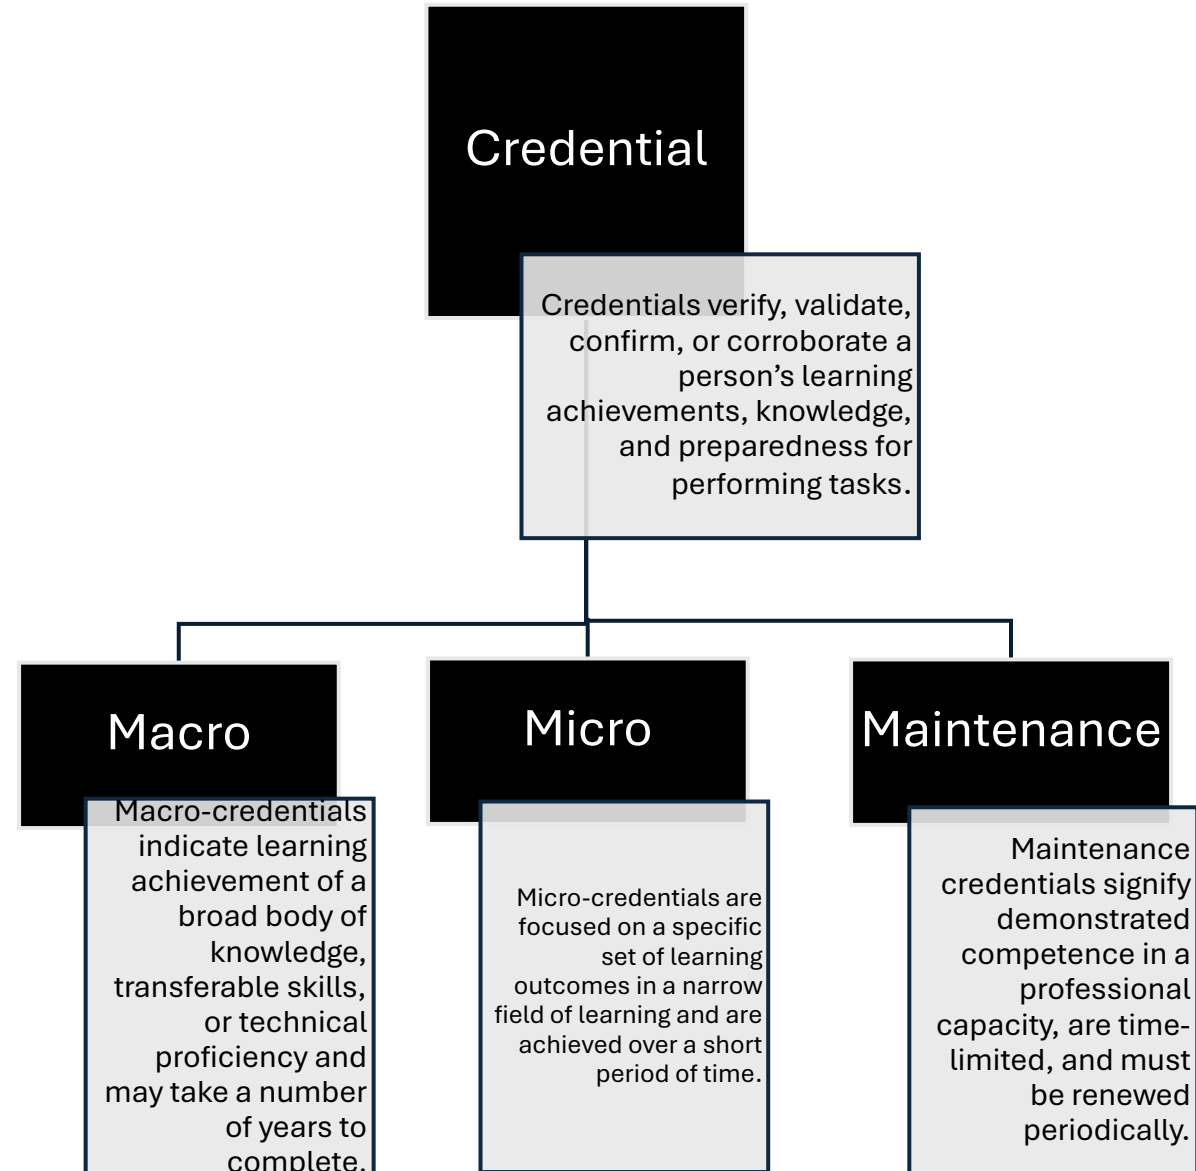 Credential
Credentials verify, validate,
confirm, or corroborate a
person’s learning
achievements, knowledge,
and preparedness for
performing tasks.
Macro
Macro-credentials
indicate learning
achievement of a
broad body of
knowledge,
transferable skills,
or technical
proficiency and
may take a number
of years to
complete.
Micro
Micro-credentials are
focused on a specific
set of learning
outcomes in a narrow
field of learning and are
achieved over a short
period of time.
Maintenance
Maintenance
credentials signify
demonstrated
competence in a
professional
capacity, are time-
limited, and must
be renewed
periodically.